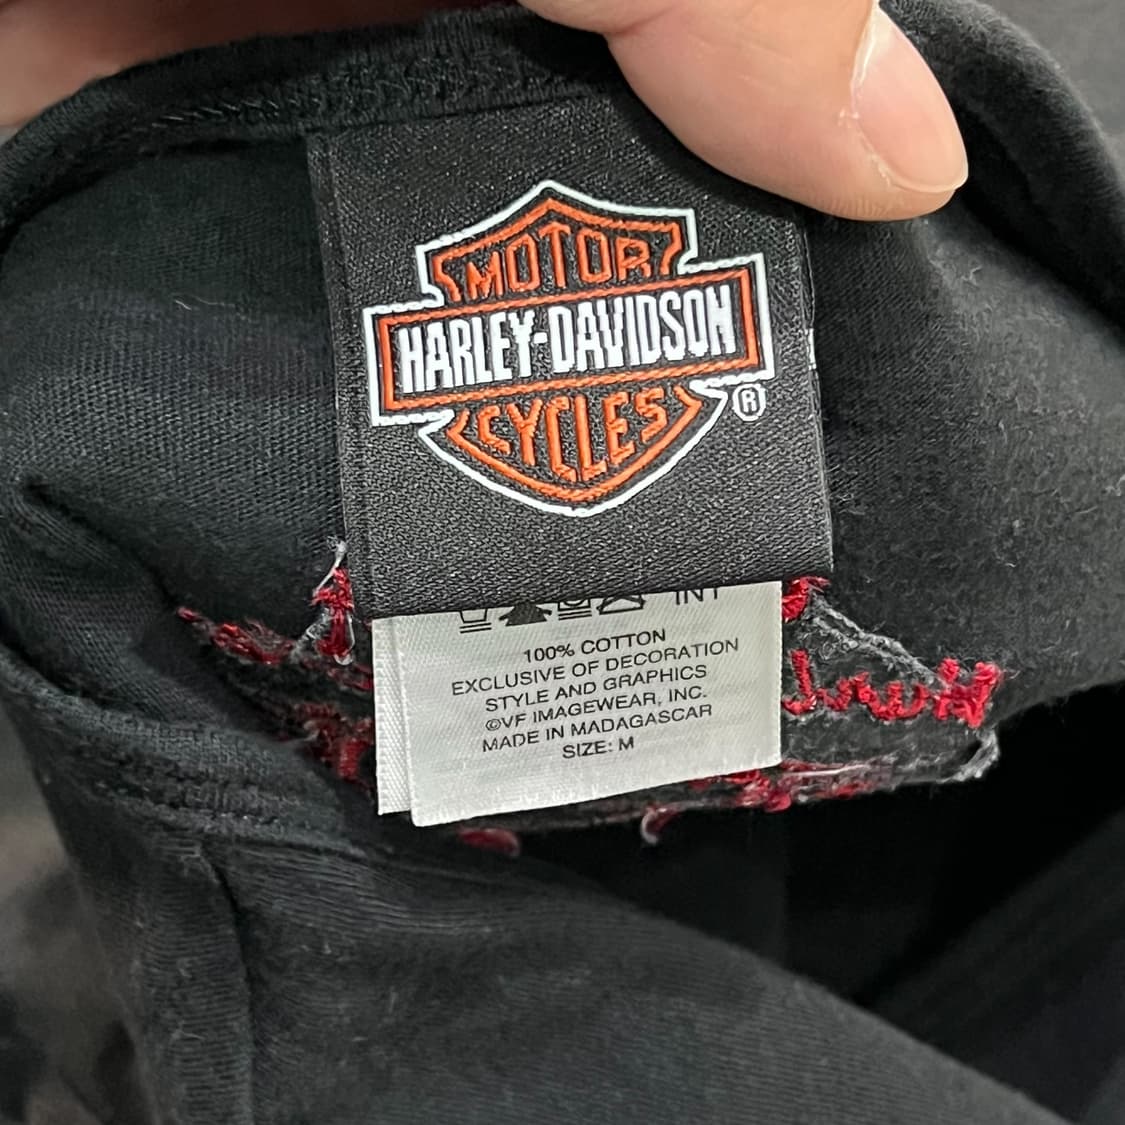 MOTOR
HARLEY-DAVIDSON
CYCLES
®
INT
100% COTTON
EXCLUSIVE OF DECORATION
STYLE AND GRAPHICS
©VF IMAGEWEAR, INC.
MADE IN MADAGASCAR
SIZE: M